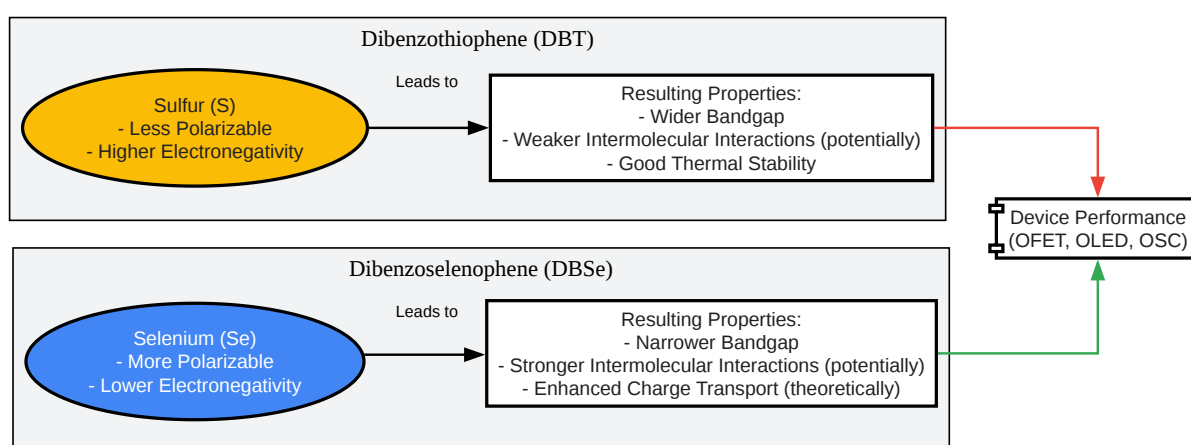 Dibenzothiophene (DBT)
Sulfur (S)
- Less Polarizable
- Higher Electronegativity
Leads to
Resulting Properties:
- Wider Bandgap
- Weaker Intermolecular Interactions (potentially)
- Good Thermal Stability
Device Performance
(OFET, OLED, OSC)
Dibenzoselenophene (DBSe)
Selenium (Se)
- More Polarizable
- Lower Electronegativity
Leads to
Resulting Properties:
- Narrower Bandgap
- Stronger Intermolecular Interactions (potentially)
- Enhanced Charge Transport (theoretically)